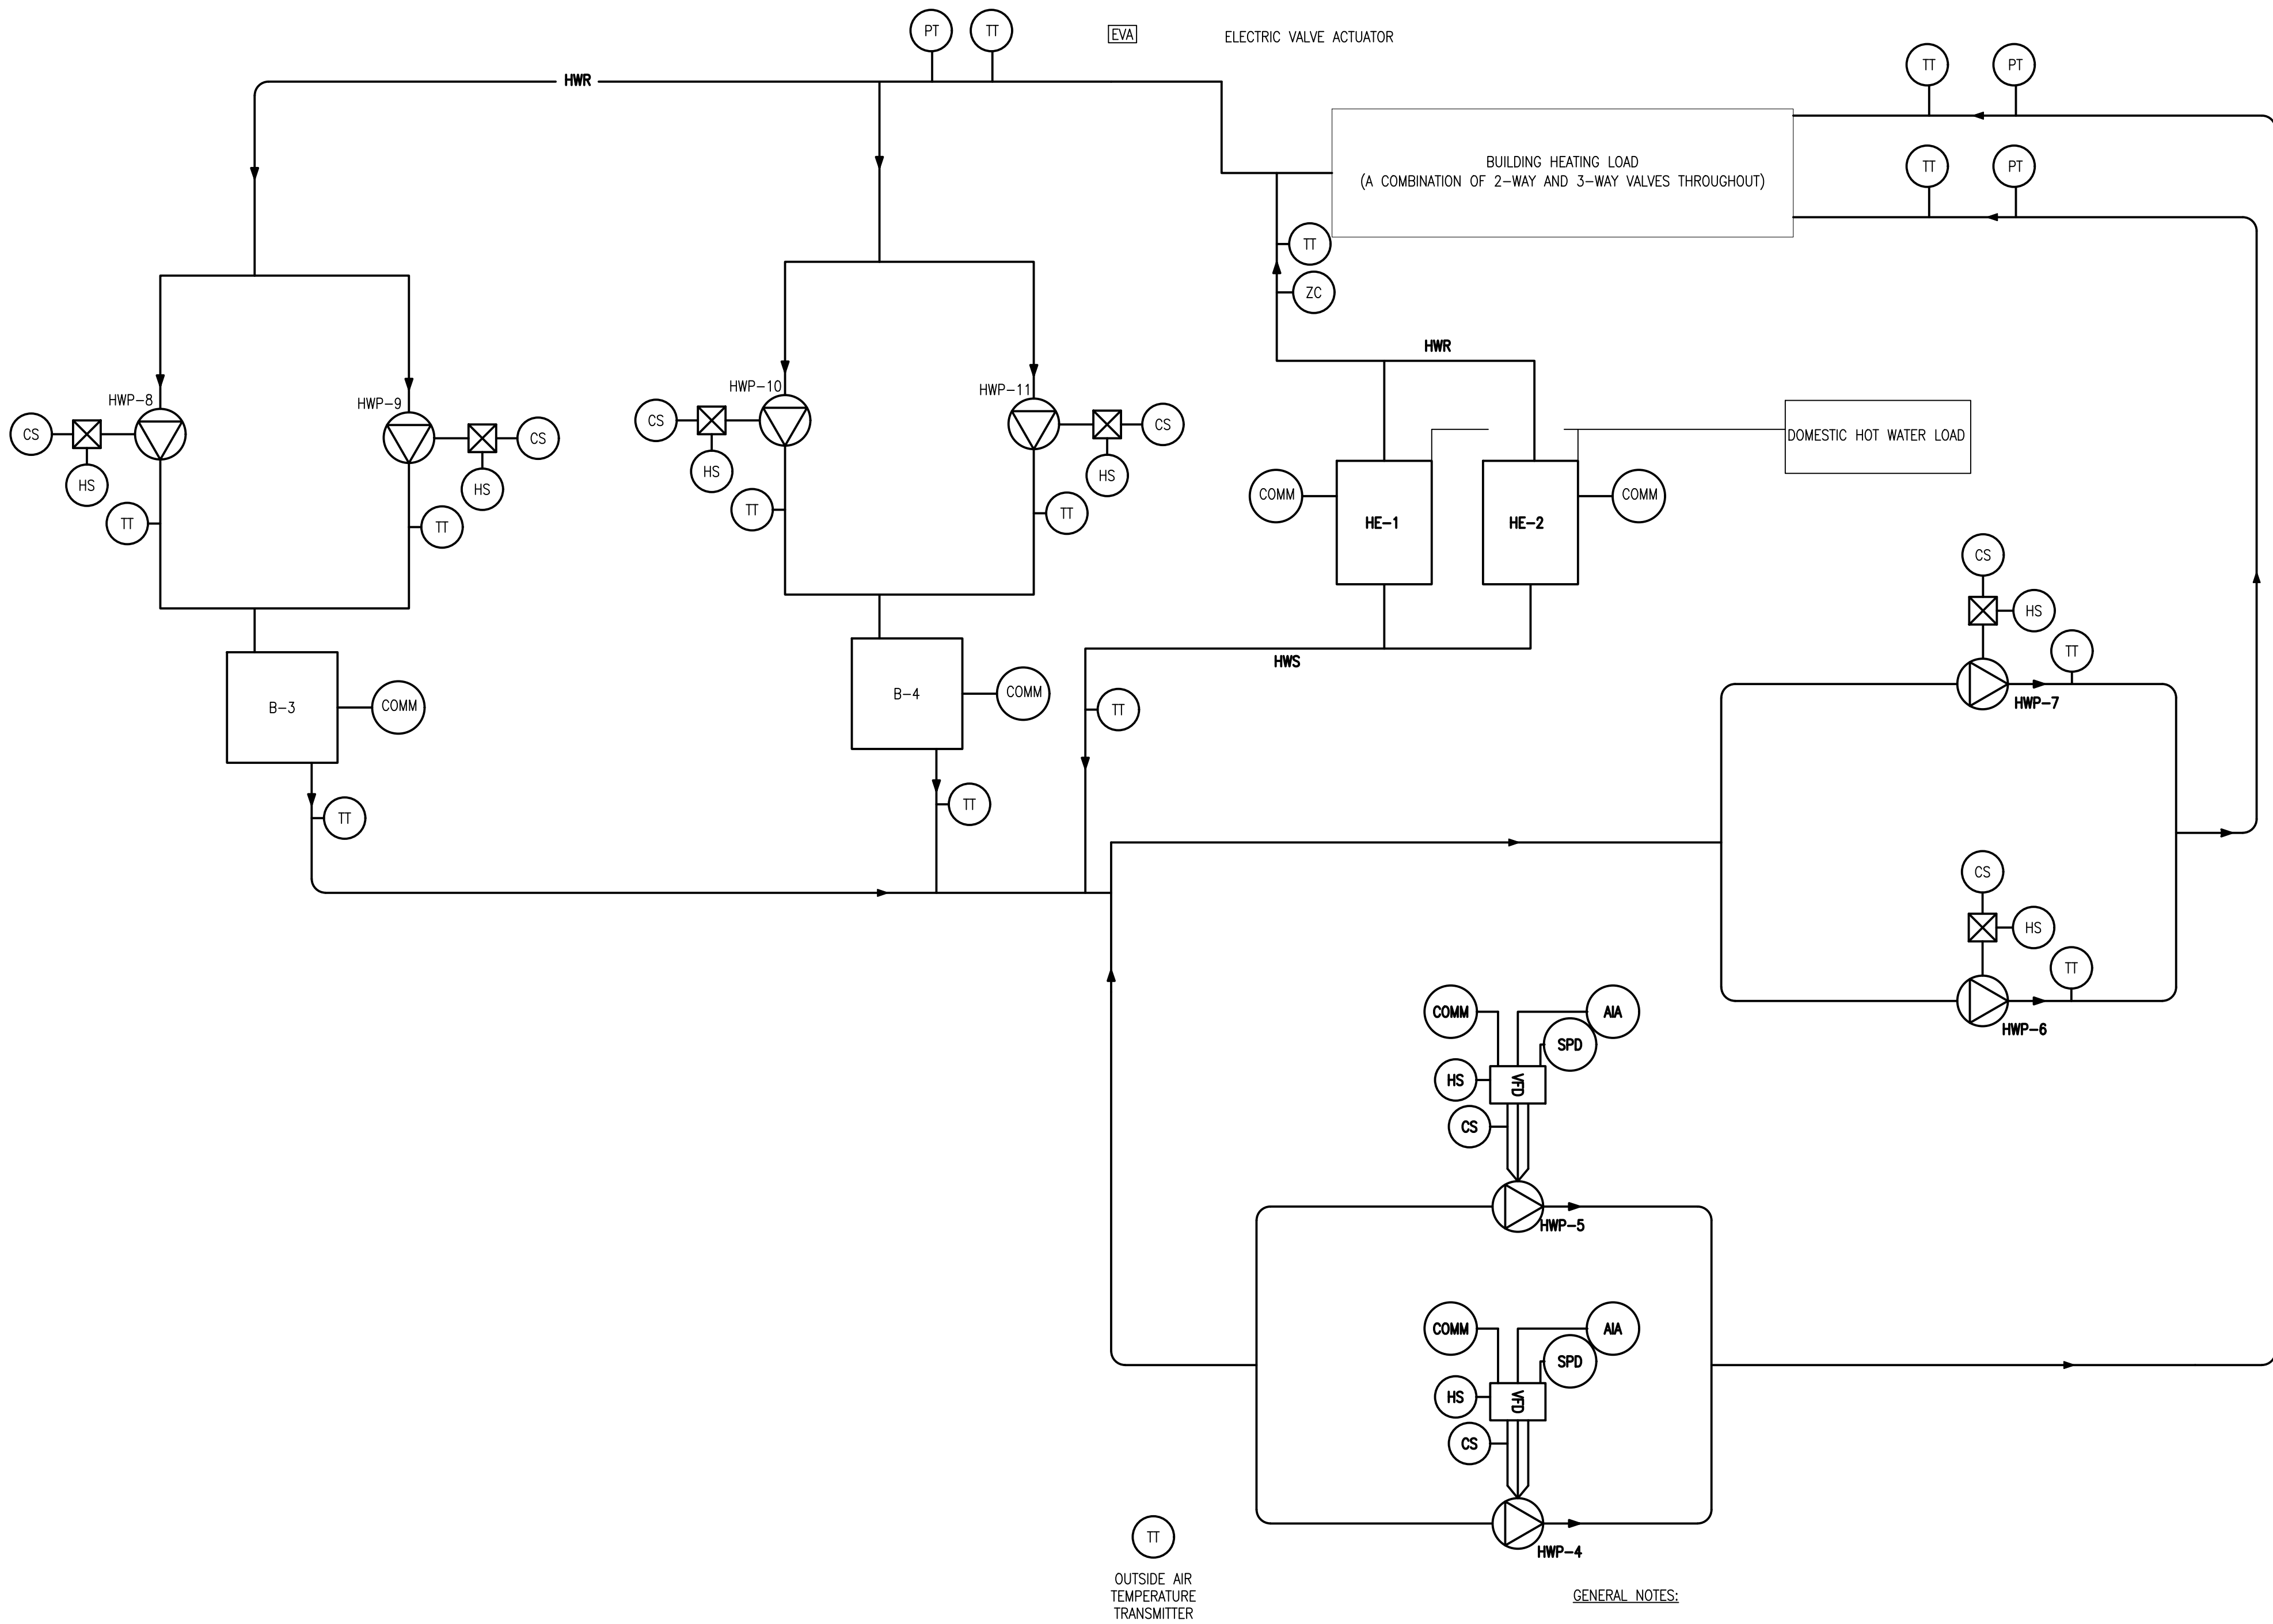 PT
TT
EVA
ELECTRIC VALVE ACTUATOR
HWR
TT
PT
BUILDING HEATING LOAD
(A COMBINATION OF 2-WAY AND 3-WAY VALVES THROUGHOUT)
TT
PT
TT
ZC
HWR
HWP-8
HWP-9
HWP-10
HWP-11
CS
HS
CS
HS
CS
HS
CS
HS
TT
TT
TT
TT
DOMESTIC HOT WATER LOAD
COMM
HE-1
HE-2
COMM
HWS
B-3
COMM
B-4
COMM
TT
TT
TT
CS
HS
TT
HWP-7
CS
HS
TT
HWP-6
COMM
AIA
SPD
HS
VFD
CS
HWP-5
COMM
AIA
SPD
HS
VFD
CS
HWP-4
TT
OUTSIDE AIR
TEMPERATURE
TRANSMITTER
GENERAL NOTES: